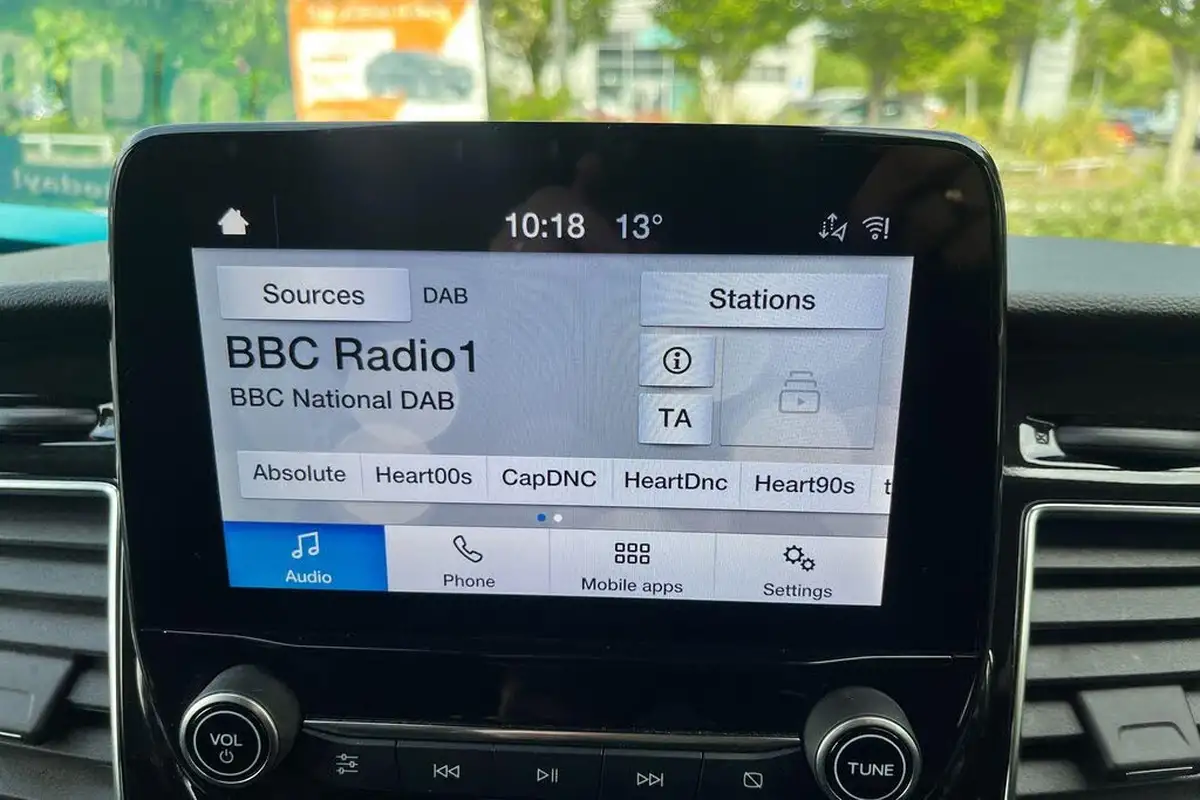 10:18 13°
Sources DAB Stations
BBC Radio1
BBC National DAB
TA
Absolute Heart00s CapDNC HeartDnc Heart90s t
Audio Phone Mobile apps Settings
VOL
TUNE